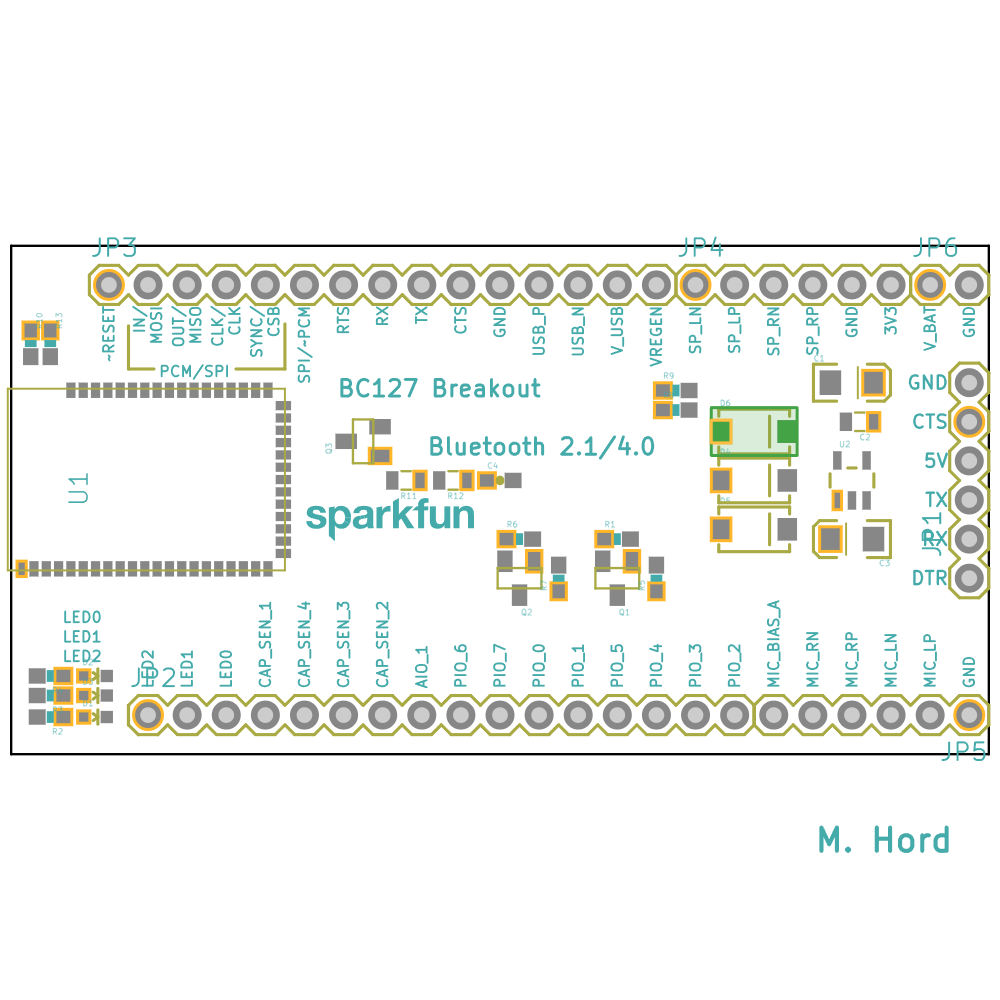 JP3
JP4
JP6
~RESET
IN/
MOSI
OUT/
MISO
CLK/
CLK
SYNC/
CSB
SPI/~PCM
RTS
RX
TX
CTS
GND
USB_P
USB_N
V_USB
VREGEN
SP_LN
SP_LP
SP_RN
SP_RP
GND
3V3
V_BAT
GND
R13
PCM/SPI
BC127 Breakout
Bluetooth 2.1/4.0
sparkfun
U1
Q3
R11
R12
C4
R9
D6
D5
C1
C2
U2
C3
GND
CTS
5V
TX
RX
DTR
JP1
R6
Q2
R1
Q1
LED0
LED1
LED2
R2
JP2
LED2
LED1
LED0
CAP_SEN_1
CAP_SEN_4
CAP_SEN_3
CAP_SEN_2
AIO_1
PIO_6
PIO_7
PIO_0
PIO_1
PIO_5
PIO_4
PIO_3
PIO_2
MIC_BIAS_A
MIC_RN
MIC_RP
MIC_LN
MIC_LP
GND
JP5
M. Hord